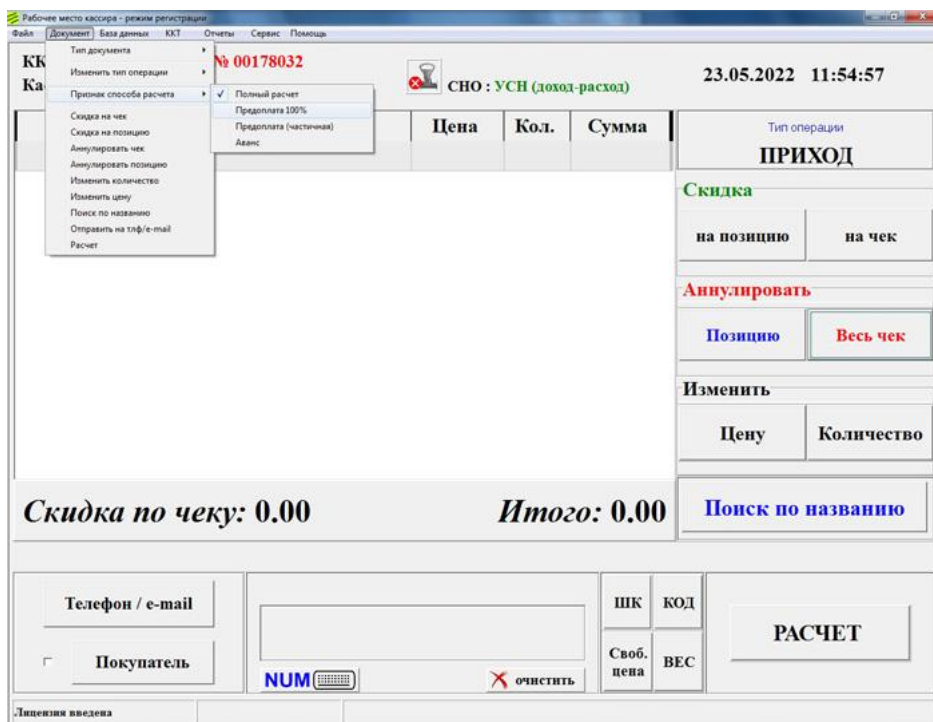 Рабочее место кассира - режим регистрации
Файл Документ База данных ККТ Отчеты Сервис Помощь
Тип документа
Изменить тип операции
Признак способа расчета
Скидка на чек
Скидка на позицию
Аннулировать чек
Аннулировать позицию
Изменить количество
Изменить цену
Поиск по названию
Отправить на тлф/e-mail
Расчет
Полный расчет
Предоплата 100%
Предоплата (частичная)
Аванс
КК
№ 00178032
Ка
СНО : УСН (доход-расход)
23.05.2022 11:54:57
Цена Кол. Сумма
Тип операции
ПРИХОД
Скидка
на позицию на чек
Аннулировать
Позицию Весь чек
Изменить
Цену Количество
Скидка по чеку: 0.00 Итого: 0.00
Поиск по названию
Телефон / e-mail
Покупатель
NUM
очистить
ШК КОД
Своб. цена
ВЕС
РАСЧЕТ
Лицензия введена